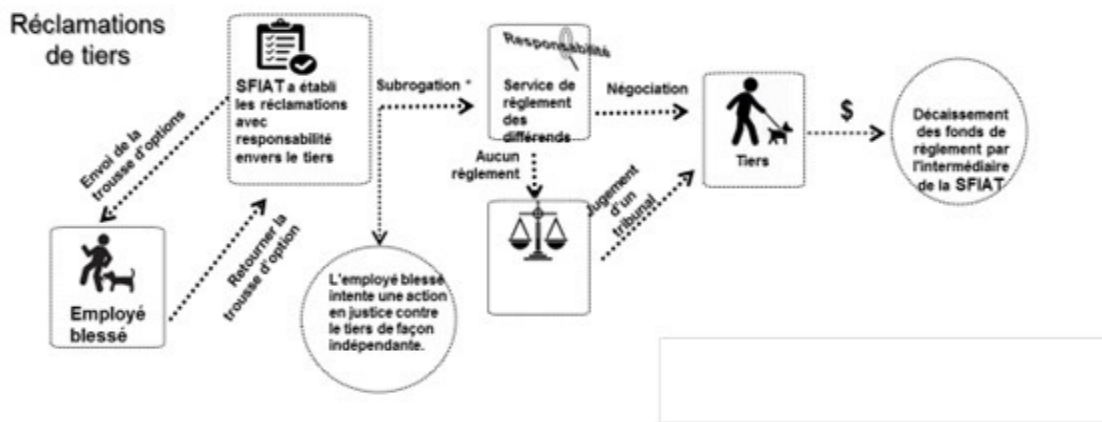 Réclamations
de tiers
SFIAT a établi
les réclamations
avec
responsabilité
envers le tiers
Envoi de la
trousse d'options
Employé
blessé
Retourner la
trousse d'option
Subrogation *
L'employé blessé
intente une action
en justice contre
le tiers de façon
indépendante.
Responsabilité
Service de
règlement
des
différends
Aucun
règlement
Négociation
Jugement
d'un
tribunal
Tiers
$
Décaissement
des fonds de
règlement par
l'intermédiaire
de la SFIAT